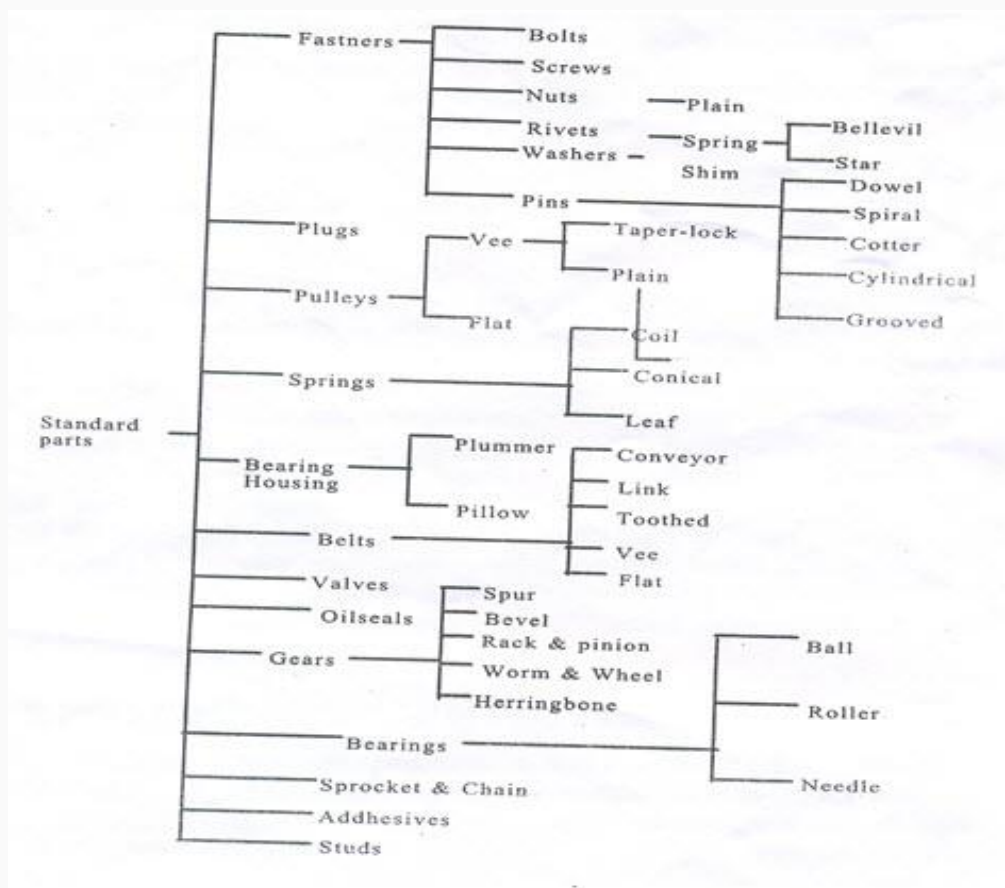 Fastners
Bolts
Screws
Nuts
Plain
Rivets
Spring
Bellevil
Washers
Star
Shim
Dowel
Pins
Spiral
Plugs
Vee
Taper-lock
Cotter
Plain
Cylindrical
Pulleys
Flat
Grooved
Coil
Springs
Conical
Leaf
Standard
parts
Bearing
Housing
Plummer
Conveyor
Link
Pillow
Toothed
Belts
Vee
Flat
Valves
Spur
Oilseals
Bevel
Rack & pinion
Ball
Gears
Worm & Wheel
Herringbone
Roller
Bearings
Sprocket & Chain
Needle
Addhesives
Studs